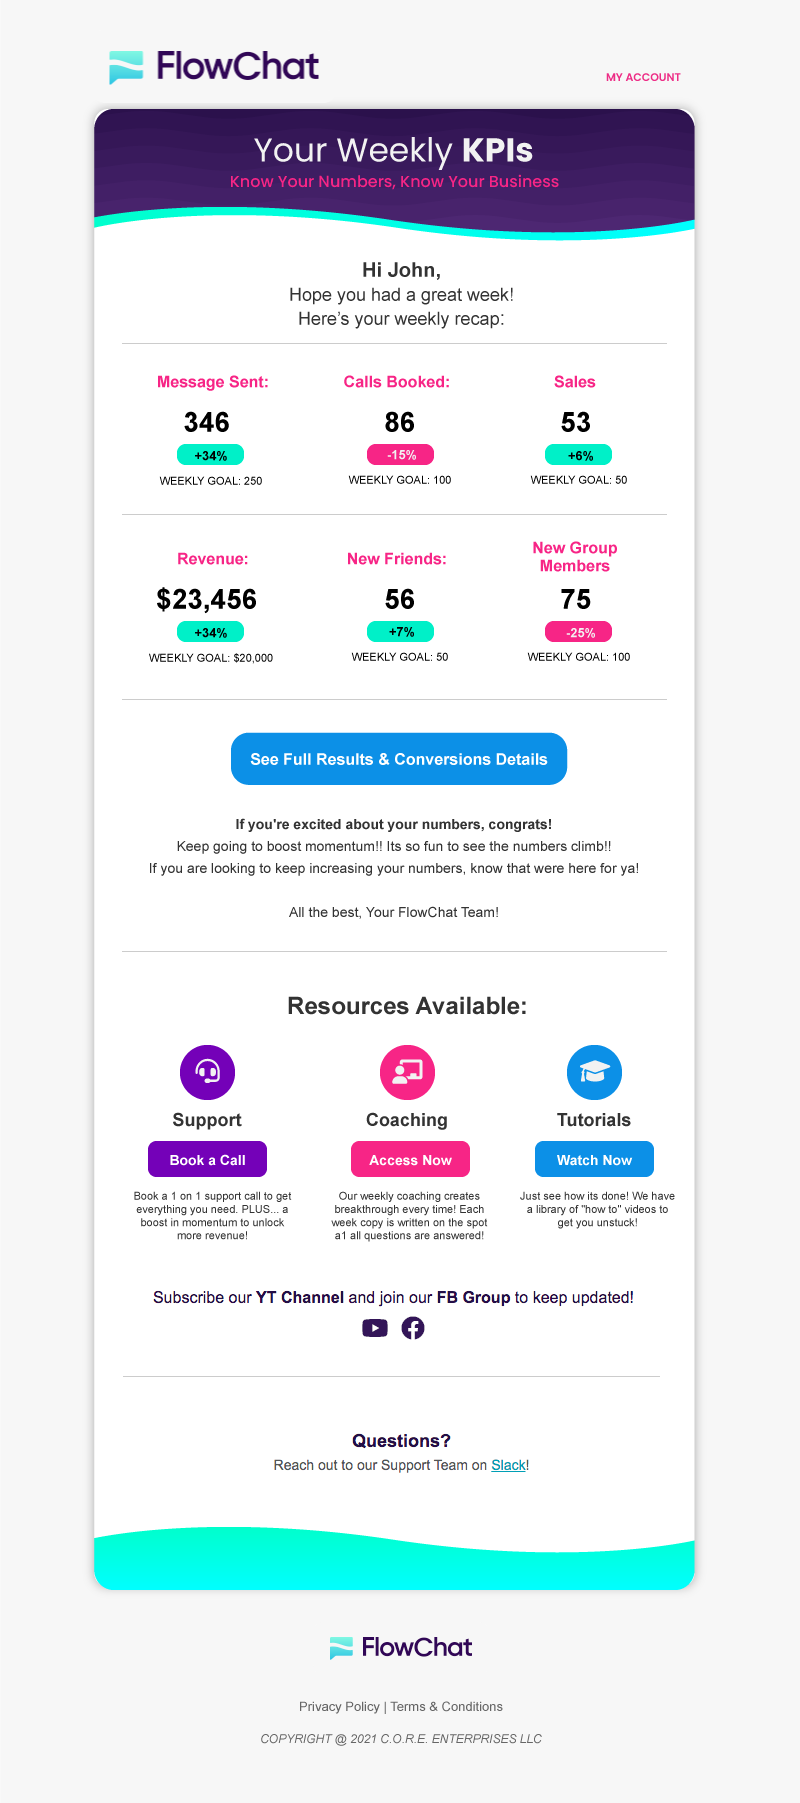 FlowChat
MY ACCOUNT
Your Weekly KPIs
Know Your Numbers, Know Your Business
Hi John,
Hope you had a great week!
Here's your weekly recap:
Message Sent:
346
+34%
WEEKLY GOAL: 250
Calls Booked:
86
-15%
WEEKLY GOAL: 100
Sales
53
+6%
WEEKLY GOAL: 50
Revenue:
$23,456
+34%
WEEKLY GOAL: $20,000
New Friends:
56
+7%
WEEKLY GOAL: 50
New Group
Members
75
-25%
WEEKLY GOAL: 100
See Full Results & Conversions Details
If you're excited about your numbers, congrats!
Keep going to boost momentum!! Its so fun to see the numbers climb!!
If you are looking to keep increasing your numbers, know that were here for ya!
All the best, Your FlowChat Team!
Resources Available:
Support
Book a Call
Book a 1 on 1 support call to get
everything you need. PLUS... a
boost in momentum to unlock
more revenue!
Coaching
Access Now
Our weekly coaching creates
breakthrough every time! Each
week copy is written on the spot
a1 all questions are answered!
Tutorials
Watch Now
Just see how its done! We have
a library of "how to" videos to
get you unstuck!
Subscribe our YT Channel and join our FB Group to keep updated!
Questions?
Reach out to our Support Team on Slack!
FlowChat
Privacy Policy | Terms & Conditions
COPYRIGHT @ 2021 C.O.R.E. ENTERPRISES LLC